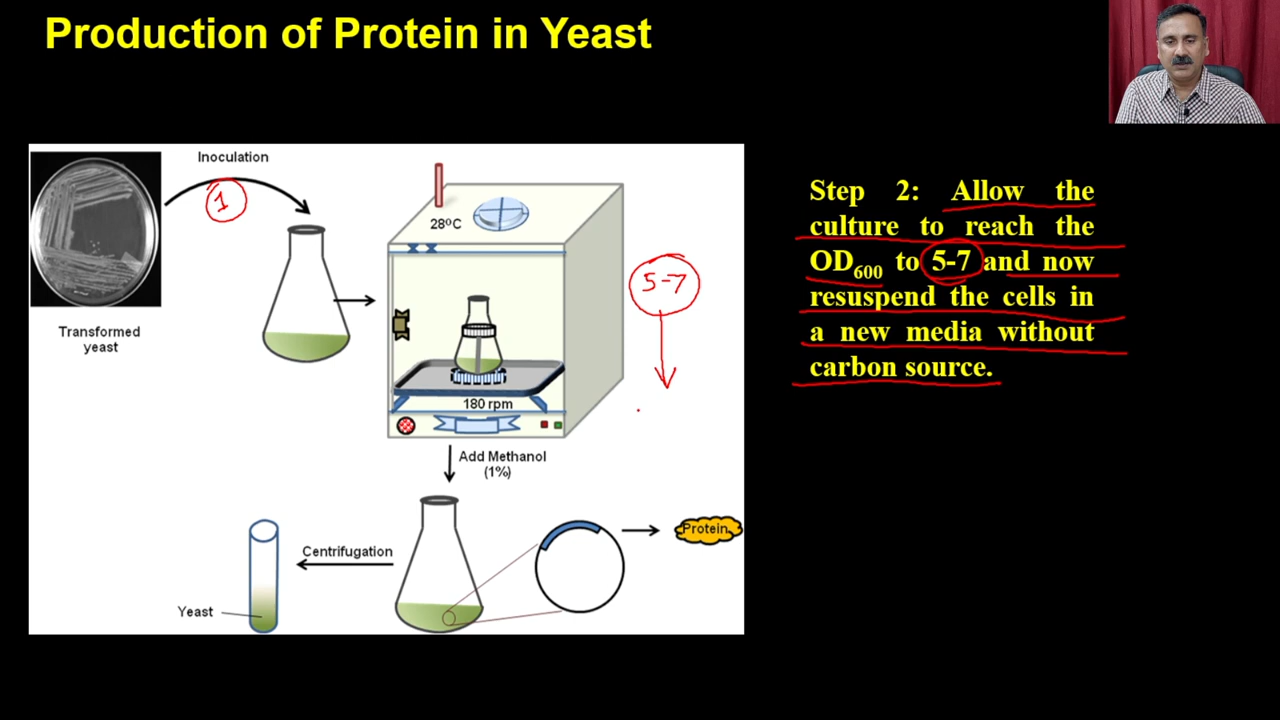 Production of Protein in Yeast
Inoculation
1
28⁰C
Transformed
yeast
5-7
180 rpm
Add Methanol
(1%)
Centrifugation
Protein
Yeast
Step 2: Allow the
culture to reach the
OD₆₀₀ to 5-7 and now
resuspend the cells in
a new media without
carbon source.